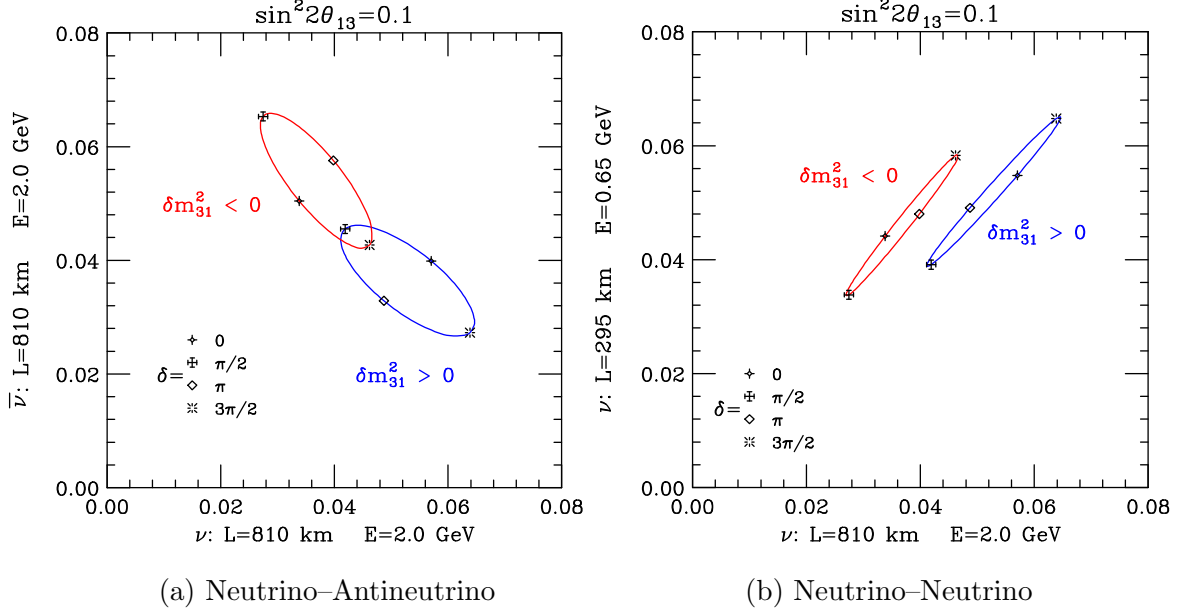 sin²2θ₁₃=0.1
0.08
0.06
0.04
0.02
0.00
0.00 0.02 0.04 0.06 0.08
ν̅: L=810 km E=2.0 GeV
ν: L=810 km E=2.0 GeV
δm²₃₁ < 0
δm²₃₁ > 0
δ=
0
π/2
π
3π/2
(a) Neutrino–Antineutrino
sin²2θ₁₃=0.1
0.08
0.06
0.04
0.02
0.00
0.00 0.02 0.04 0.06 0.08
ν: L=295 km E=0.65 GeV
ν: L=810 km E=2.0 GeV
δm²₃₁ < 0
δm²₃₁ > 0
δ=
0
π/2
π
3π/2
(b) Neutrino–Neutrino